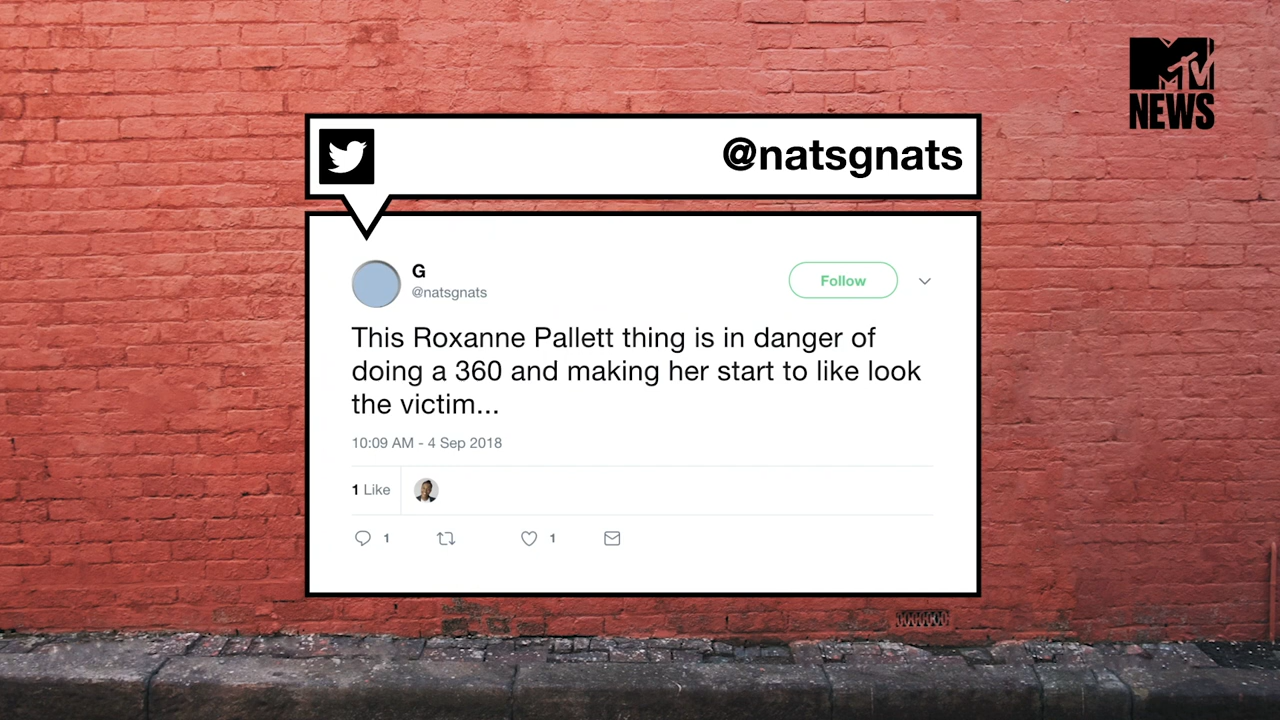 MTV
NEWS
@natsgnats
G
@natsgnats
Follow
This Roxanne Pallett thing is in danger of
doing a 360 and making her start to like look
the victim...
10:09 AM - 4 Sep 2018
1 Like
1
1